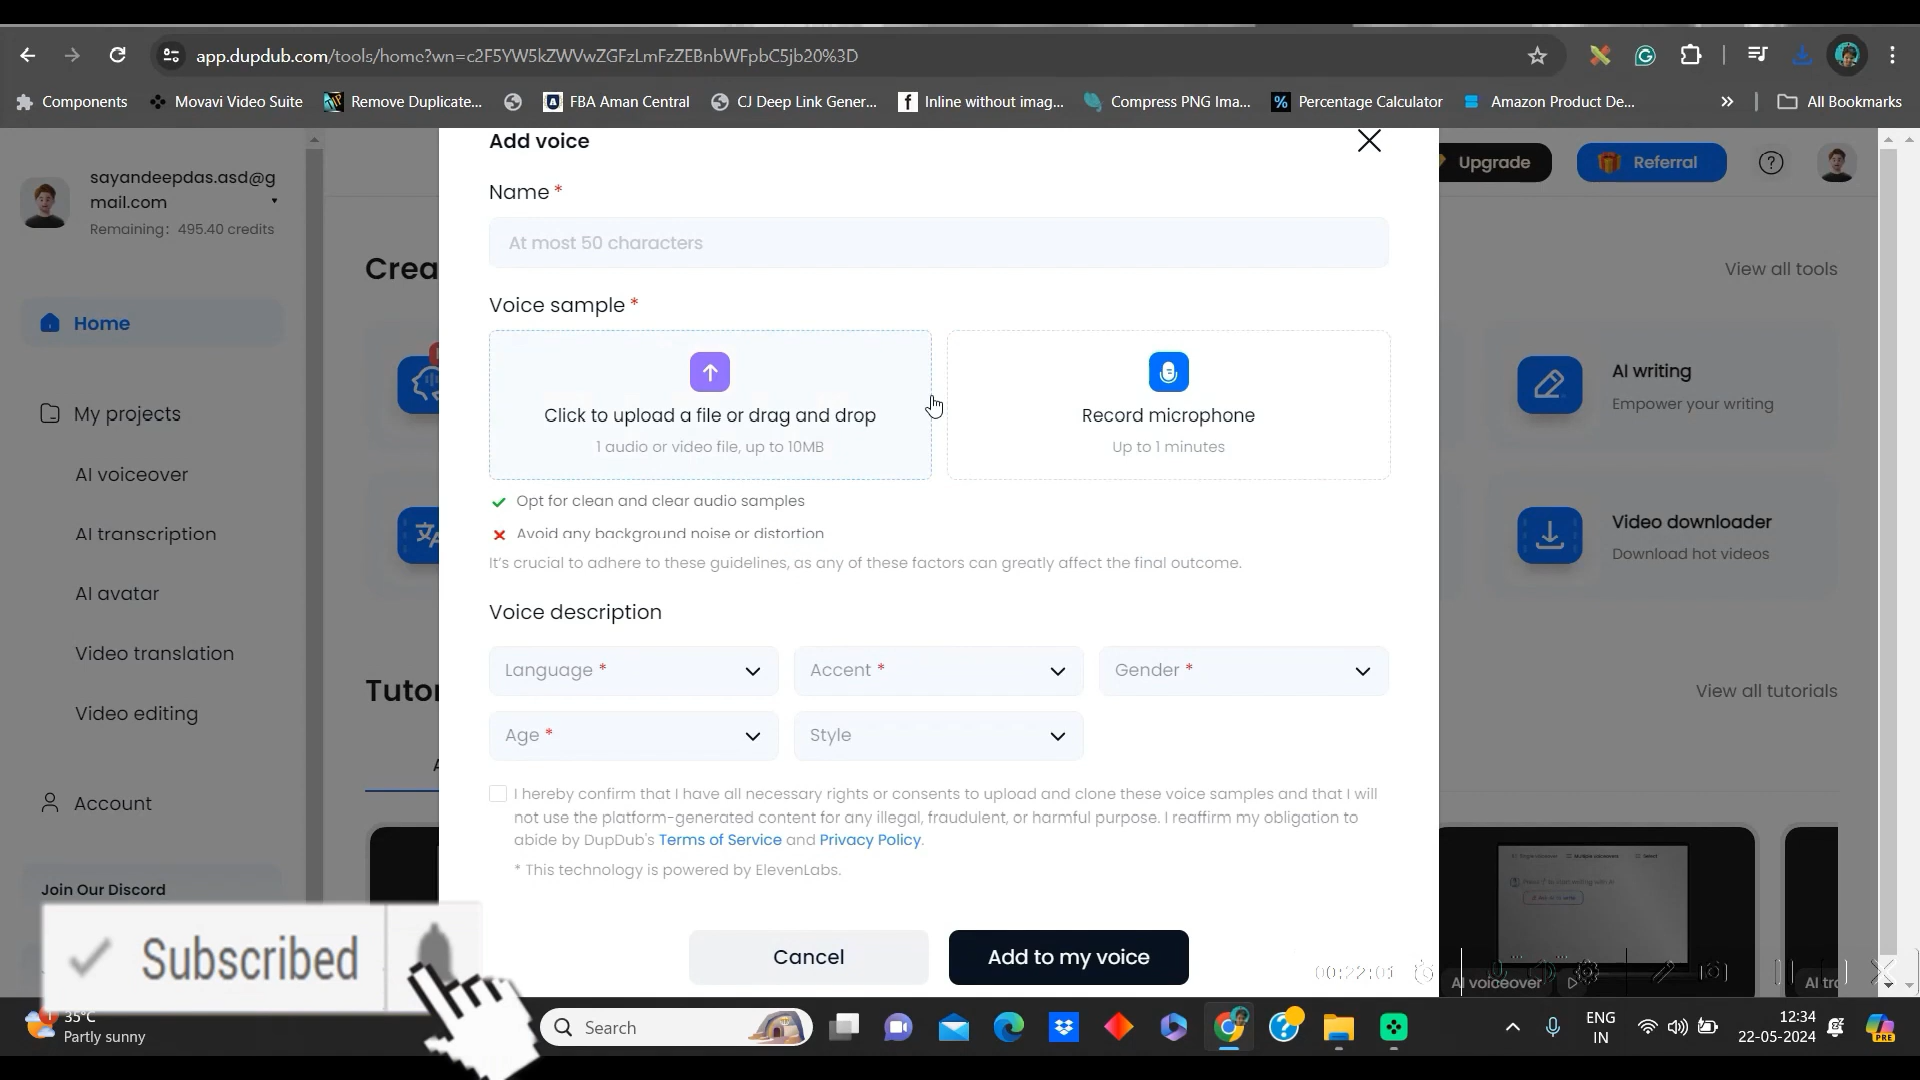 app.dupdub.com/tools/home?wn=c2F5YW5kZWVwZGFzLmFzZEBnbWFpbC5jb20%3D
Components
Movavi Video Suite
Remove Duplicate...
FBA Aman Central
CJ Deep Link Gener...
Inline without imag...
Compress PNG Ima...
Percentage Calculator
Amazon Product De...
All Bookmarks
sayandeepdas.asd@g
mail.com
Remaining: 495.40 credits
Home
My projects
AI voiceover
AI transcription
AI avatar
Video translation
Video editing
Account
Join Our Discord
Subscribed
Crea
Tutor
Add voice
Name *
At most 50 characters
Voice sample *
Click to upload a file or drag and drop
1 audio or video file, up to 10MB
Record microphone
Up to 1 minutes
Opt for clean and clear audio samples
Avoid any background noise or distortion
It's crucial to adhere to these guidelines, as any of these factors can greatly affect the final outcome.
Voice description
Language *
Accent *
Gender *
Age *
Style
I hereby confirm that I have all necessary rights or consents to upload and clone these voice samples and that I will
not use the platform-generated content for any illegal, fraudulent, or harmful purpose. I reaffirm my obligation to
abide by DupDub's Terms of Service and Privacy Policy.
* This technology is powered by ElevenLabs.
Cancel
Add to my voice
Upgrade
Referral
View all tools
AI writing
Empower your writing
Video downloader
Download hot videos
View all tutorials
00:22:01
AI voiceover
AI tra
35°C
Partly sunny
Search
ENG
IN
12:34
22-05-2024
PRE